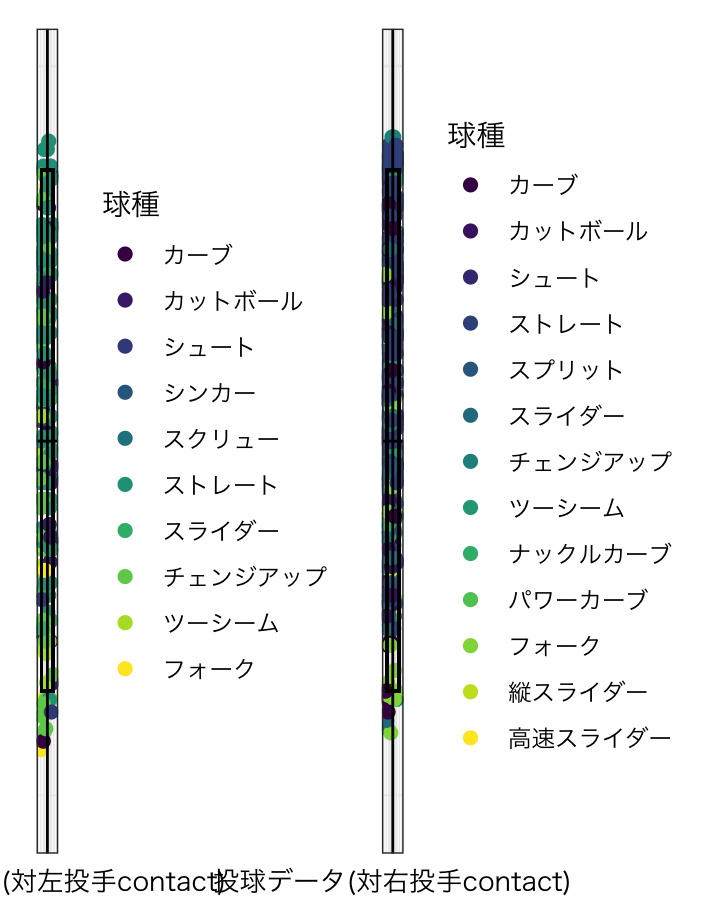 球種
カーブ
カットボール
シュート
シンカー
スクリュー
ストレート
スライダー
チェンジアップ
ツーシーム
フォーク
(対左投手contact)
球種
カーブ
カットボール
シュート
ストレート
スプリット
スライダー
チェンジアップ
ツーシーム
ナックルカーブ
パワーカーブ
フォーク
縦スライダー
高速スライダー
投球データ(対右投手contact)